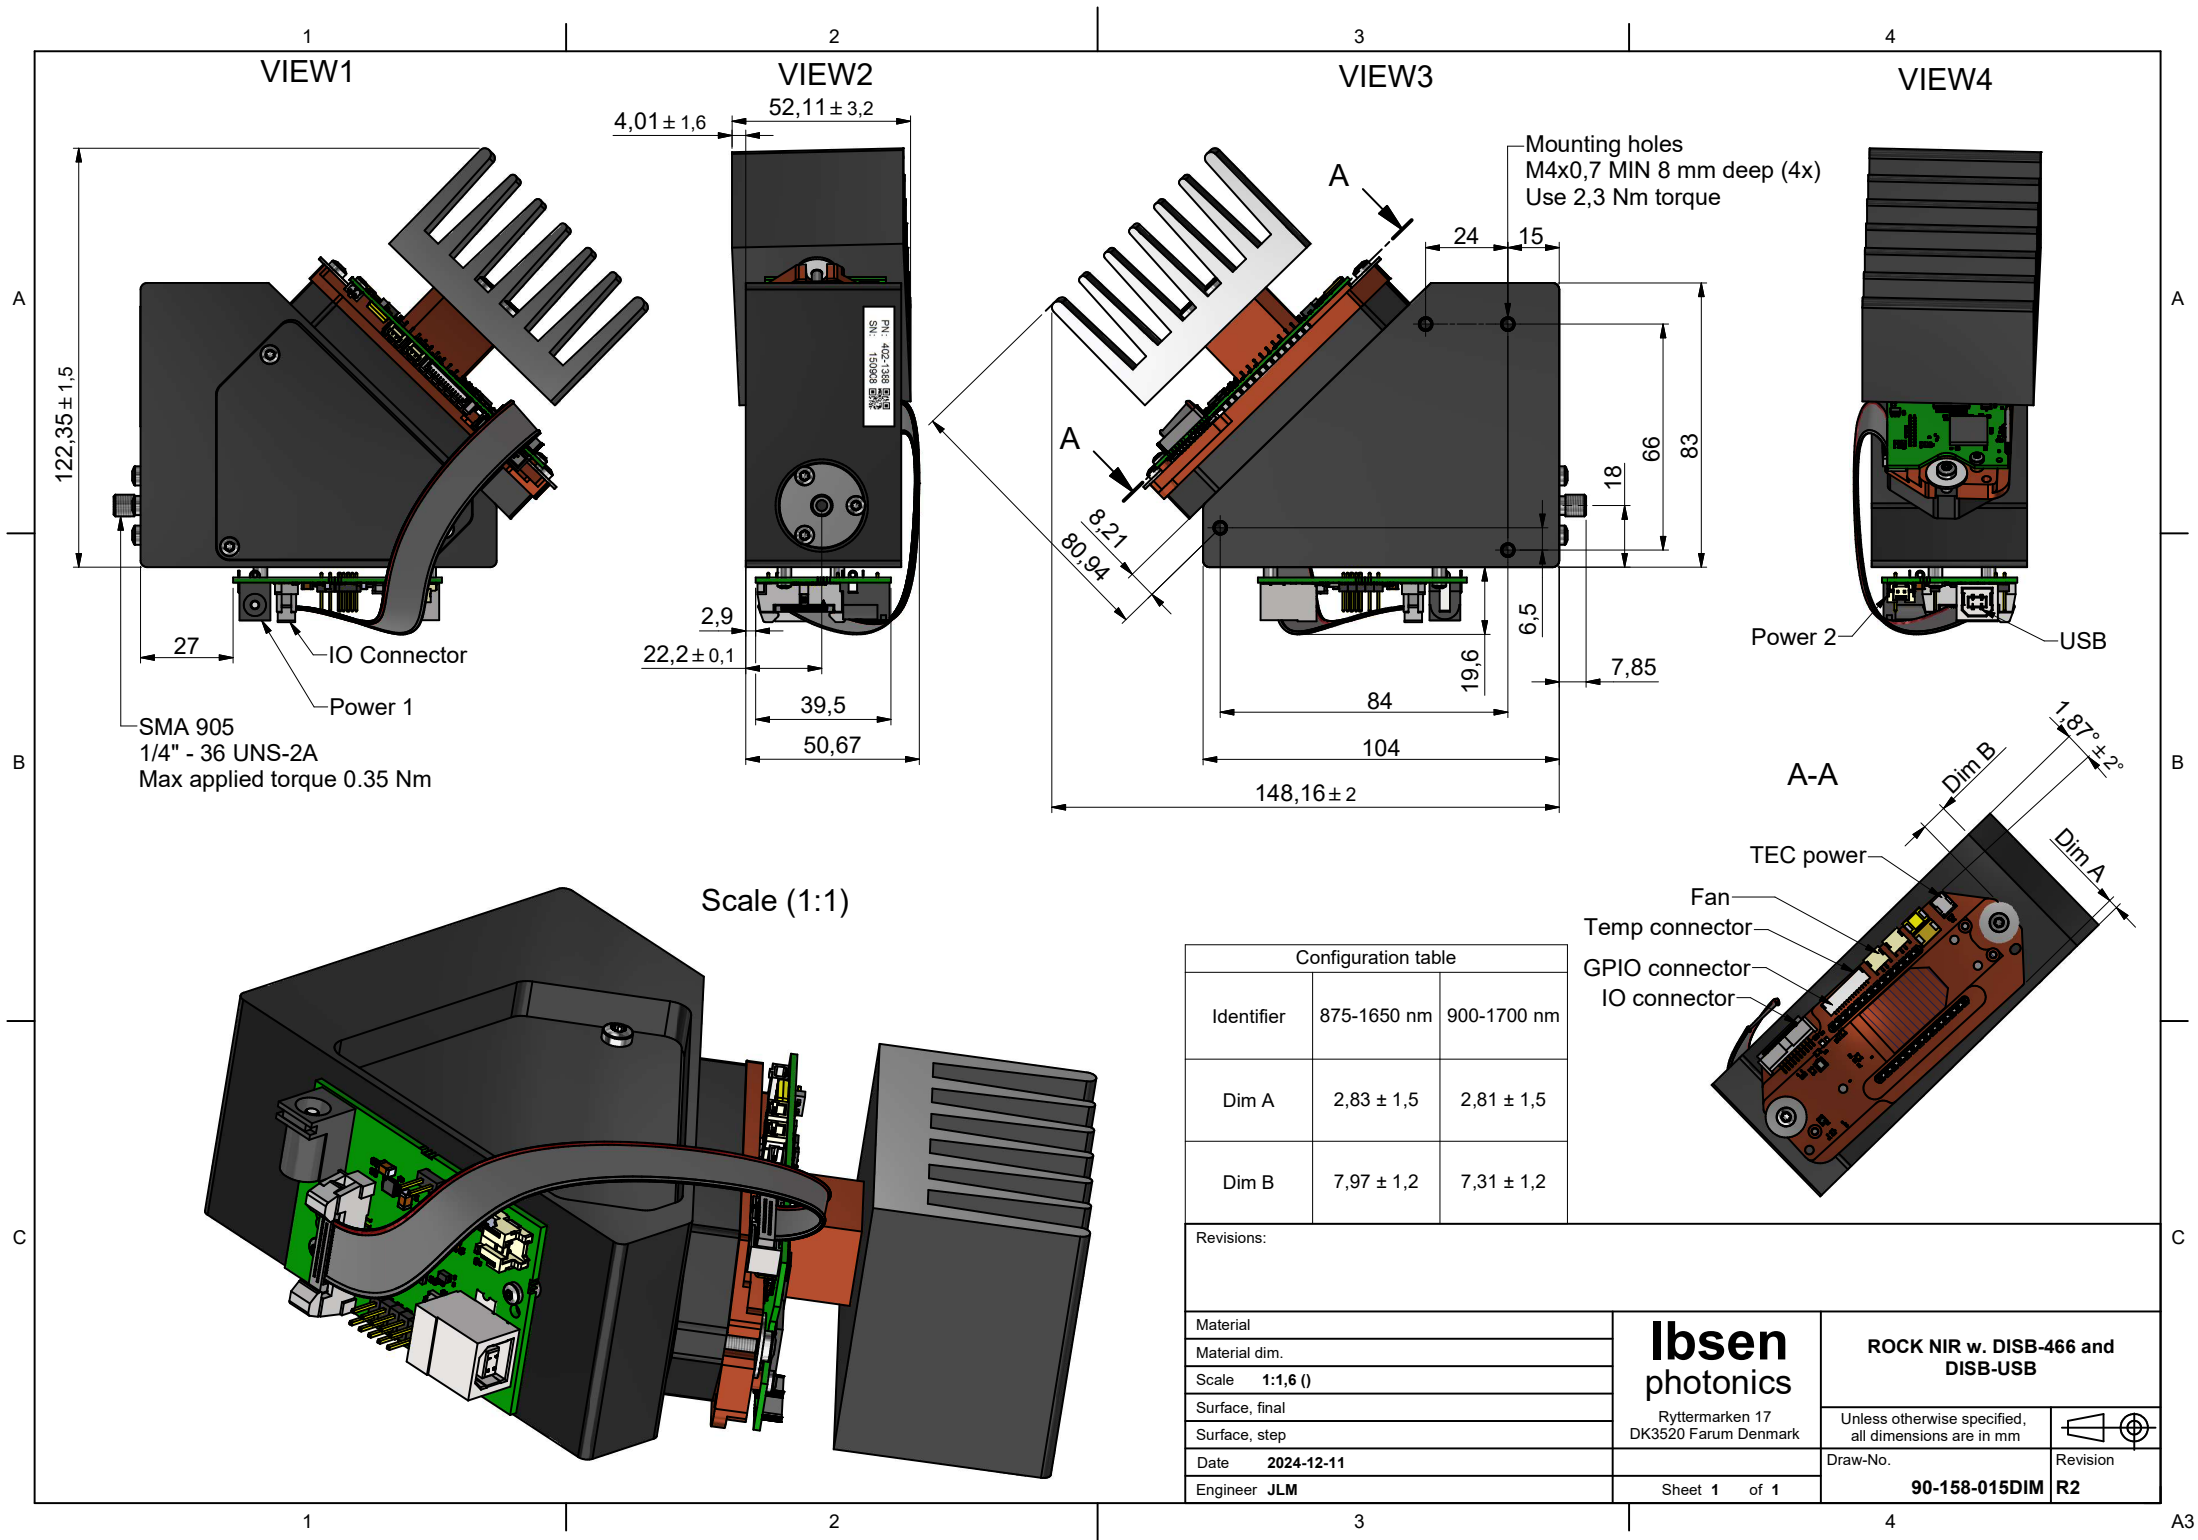 1
2
3
4
VIEW1
VIEW2
VIEW3
VIEW4
A
A
B
B
C
C
122,35 ± 1,5
27
IO Connector
Power 1
SMA 905
1/4" - 36 UNS-2A
Max applied torque 0.35 Nm
4,01 ± 1,6
52,11 ± 3,2
PN: 402-1388
SN: 150908
2,9
22,2 ± 0,1
39,5
50,67
Mounting holes
M4x0,7 MIN 8 mm deep (4x)
Use 2,3 Nm torque
A
A
24
15
66
83
18
8,21
80,94
6,5
19,6
7,85
84
104
148,16 ± 2
Power 2
USB
A-A
1,87° ± 2°
Dim B
Dim A
TEC power
Fan
Temp connector
GPIO connector
IO connector
Scale (1:1)
Configuration table
Identifier 875-1650 nm 900-1700 nm
Dim A 2,83 ± 1,5 2,81 ± 1,5
Dim B 7,97 ± 1,2 7,31 ± 1,2
Revisions:
Material
Material dim.
Scale 1:1,6 ()
Surface, final
Surface, step
Date 2024-12-11
Engineer JLM
Ibsen
photonics
Ryttermarken 17
DK3520 Farum Denmark
Sheet 1 of 1
ROCK NIR w. DISB-466 and
DISB-USB
Unless otherwise specified,
all dimensions are in mm
Draw-No.
90-158-015DIM
Revision
R2
1
2
3
4
A3